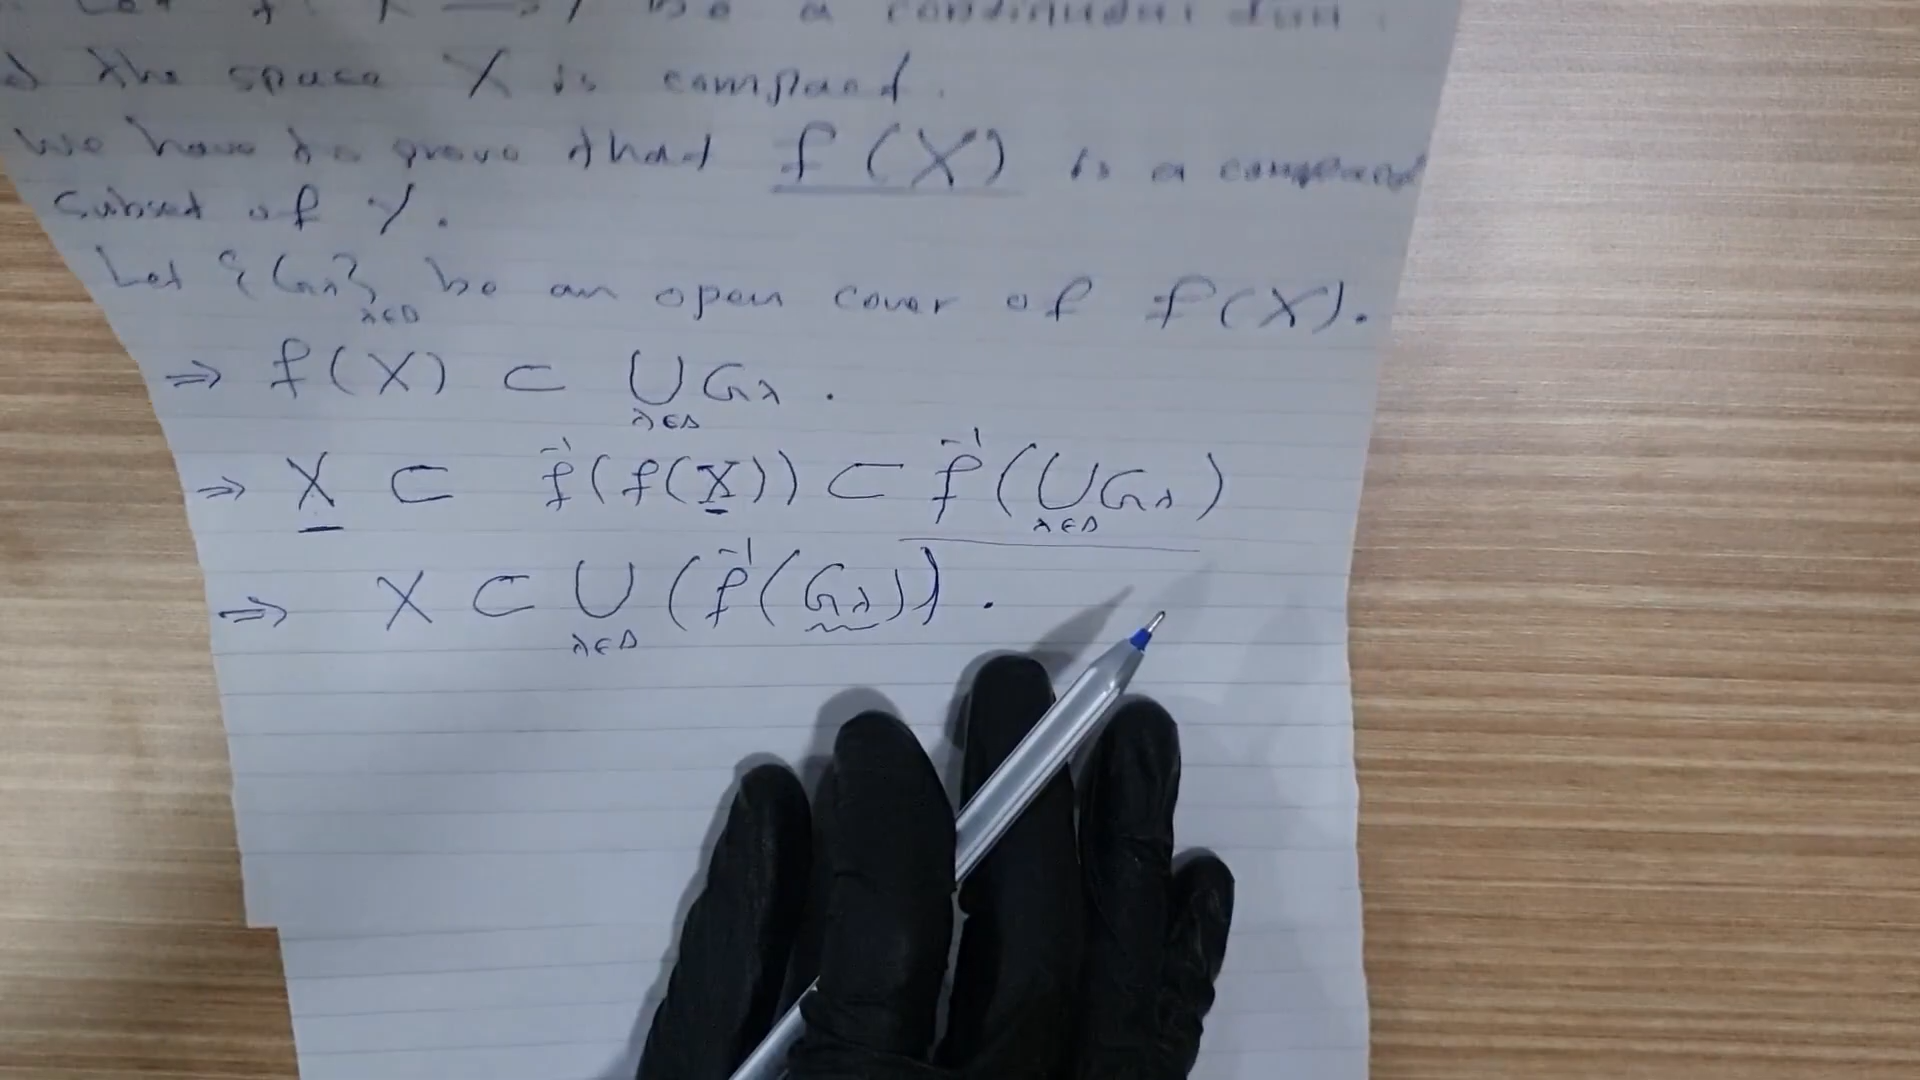 Let f: X → Y be a continuous fun
d the space X is compact.
We have to prove that f(X) is a compact
subset of Y.
Let {Gλ}λ∈Δ be an open cover of f(X).
⇒ f(X) ⊂ ∪λ∈Δ Gλ .
⇒ X ⊂ f⁻¹(f(X)) ⊂ f⁻¹(∪λ∈Δ Gλ)
⇒ X ⊂ ∪λ∈Δ (f⁻¹(Gλ)) .